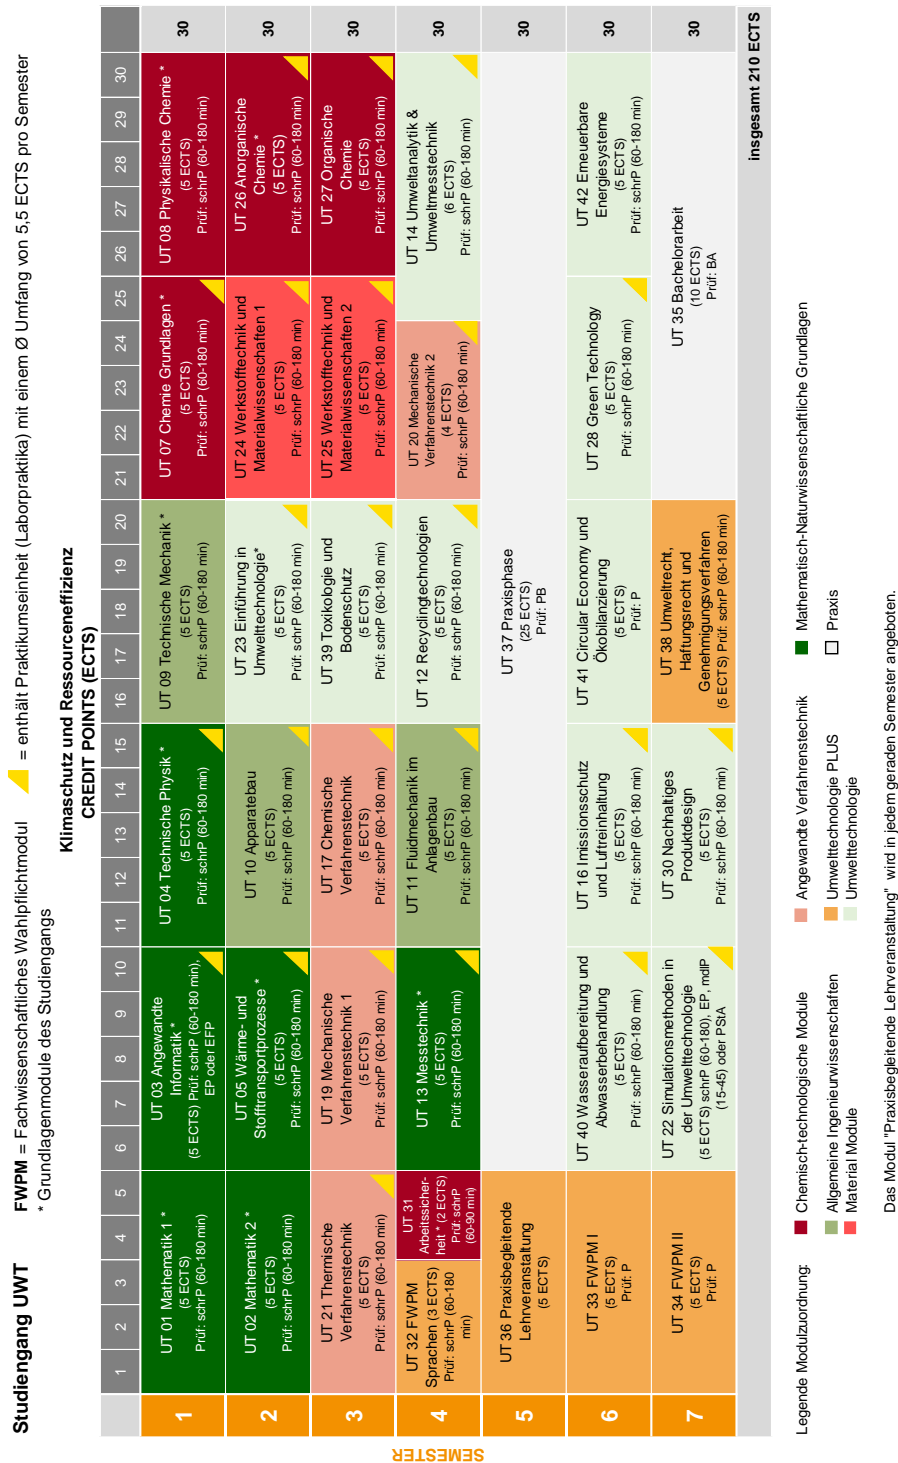 Studiengang UWT
FWPM = Fachwissenschaftliches Wahlpflichtmodul
= enthält Praktikumseinheit (Laborpraktika) mit einem Ø Umfang von 5,5 ECTS pro Semester
* Grundlagenmodule des Studiengangs
Klimaschutz und Ressourceneffizienz
CREDIT POINTS (ECTS)
1 2 3 4 5 6 7 8 9 10 11 12 13 14 15 16 17 18 19 20 21 22 23 24 25 26 27 28 29 30
SEMESTER
1
UT 01 Mathematik 1 *
(5 ECTS)
Prüf: schrP (60-180 min)
UT 03 Angewandte
Informatik *
(5 ECTS) Prüf: schrP (60-180 min),
EP oder EFP
UT 04 Technische Physik *
(5 ECTS)
Prüf: schrP (60-180 min)
UT 09 Technische Mechanik *
(5 ECTS)
Prüf: schrP (60-180 min)
UT 07 Chemie Grundlagen *
(5 ECTS)
Prüf: schrP (60-180 min)
UT 08 Physikalische Chemie *
(5 ECTS)
Prüf: schrP (60-180 min)
30
2
UT 02 Mathematik 2 *
(5 ECTS)
Prüf: schrP (60-180 min)
UT 05 Wärme- und
Stofftransportprozesse *
(5 ECTS)
Prüf: schrP (60-180 min)
UT 10 Apparatebau
(5 ECTS)
Prüf: schrP (60-180 min)
UT 23 Einführung in
Umwelttechnologie*
(5 ECTS)
Prüf: schrP (60-180 min)
UT 24 Werkstofftechnik und
Materialwissenschaften 1
(5 ECTS)
Prüf: schrP (60-180 min)
UT 26 Anorganische
Chemie *
(5 ECTS)
Prüf: schrP (60-180 min)
30
3
UT 21 Thermische
Verfahrenstechnik
(5 ECTS)
Prüf: schrP (60-180 min)
UT 19 Mechanische
Verfahrenstechnik 1
(5 ECTS)
Prüf: schrP (60-180 min)
UT 17 Chemische
Verfahrenstechnik
(5 ECTS)
Prüf: schrP (60-180 min)
UT 39 Toxikologie und
Bodenschutz
(5 ECTS)
Prüf: schrP (60-180 min)
UT 25 Werkstofftechnik und
Materialwissenschaften 2
(5 ECTS)
Prüf: schrP (60-180 min)
UT 27 Organische
Chemie
(5 ECTS)
Prüf: schrP (60-180 min)
30
4
UT 32 FWPM
Sprachen (3 ECTS)
Prüf: schrP (60-180
min)
UT 31
Arbeitssicher-
heit * (2 ECTS)
Prüf: schrP
(60-90 min)
UT 13 Messtechnik *
(5 ECTS)
Prüf: schrP (60-180 min)
UT 11 Fluidmechanik im
Anlagenbau
(5 ECTS)
Prüf: schrP (60-180 min)
UT 12 Recyclingtechnologien
(5 ECTS)
Prüf: schrP (60-180 min)
UT 20 Mechanische
Verfahrenstechnik 2
(4 ECTS)
Prüf: schrP (60-180 min)
UT 14 Umweltanalytik &
Umweltmesstechnik
(6 ECTS)
Prüf: schrP (60-180 min)
30
5
UT 36 Praxisbegleitende
Lehrveranstaltung
(5 ECTS)
UT 37 Praxisphase
(25 ECTS)
Prüf: PB
30
6
UT 33 FWPM I
(5 ECTS)
Prüf: P
UT 40 Wasseraufbereitung und
Abwasserbehandlung
(5 ECTS)
Prüf: schrP (60-180 min)
UT 16 Imissionsschutz
und Luftreinhaltung
(5 ECTS)
Prüf: schrP (60-180 min)
UT 41 Circular Economy und
Ökobilanzierung
(5 ECTS)
Prüf: P
UT 28 Green Technology
(5 ECTS)
Prüf: schrP (60-180 min)
UT 42 Erneuerbare
Energiesysteme
(5 ECTS)
Prüf: schrP (60-180 min)
30
7
UT 34 FWPM II
(5 ECTS)
Prüf: P
UT 22 Simulationsmethoden in
der Umwelttechnologie
(5 ECTS) schrP (60-180), EP, mdlP
(15-45) oder PStA
UT 30 Nachhaltiges
Produktdesign
(5 ECTS)
Prüf: schrP (60-180 min)
UT 38 Umweltrecht,
Haftungsrecht und
Genehmigungsverfahren
(5 ECTS) Prüf: schrP (60-180 min)
UT 35 Bachelorarbeit
(10 ECTS)
Prüf: BA
30
insgesamt 210 ECTS
Legende Modulzuordnung:
Chemisch-technologische Module
Allgemeine Ingenieurwissenschaften
Material Module
Angewandte Verfahrenstechnik
Umwelttechnologie PLUS
Umwelttechnologie
Mathematisch-Naturwissenschaftliche Grundlagen
Praxis
Das Modul "Praxisbegleitende Lehrveranstaltung" wird in jedem geraden Semester angeboten.